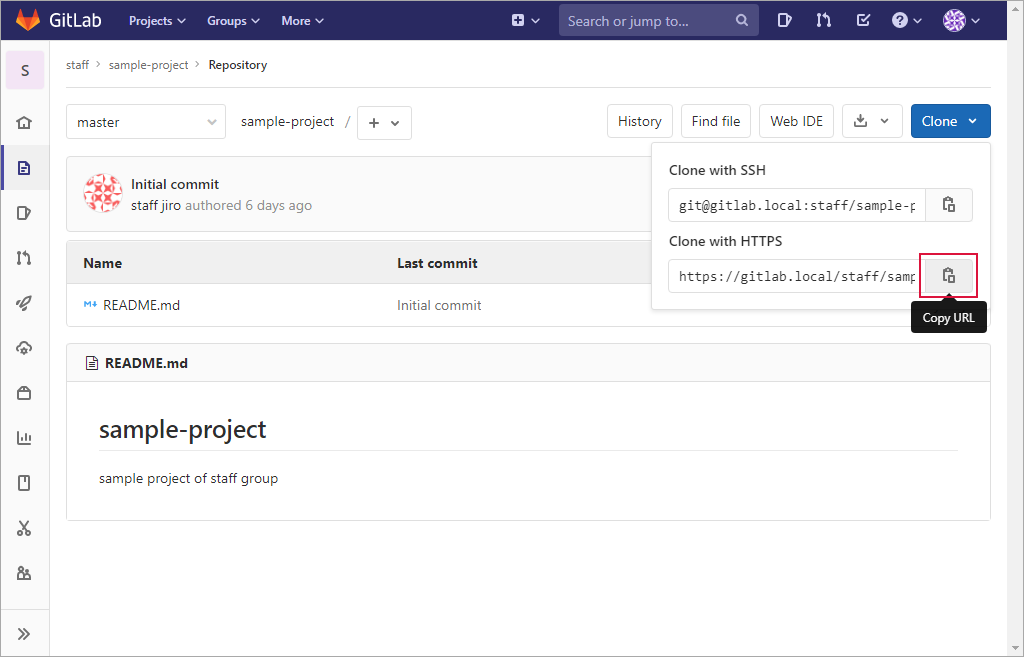 GitLab Projects Groups More Search or jump to...
S
staff > sample-project > Repository
master sample-project / + History Find file Web IDE Clone
Clone with SSH
git@gitlab.local:staff/sample-p
Clone with HTTPS
https://gitlab.local/staff/samp
Copy URL
Initial commit
staff jiro authored 6 days ago
Name Last commit
M+ README.md Initial commit
README.md
sample-project
sample project of staff group